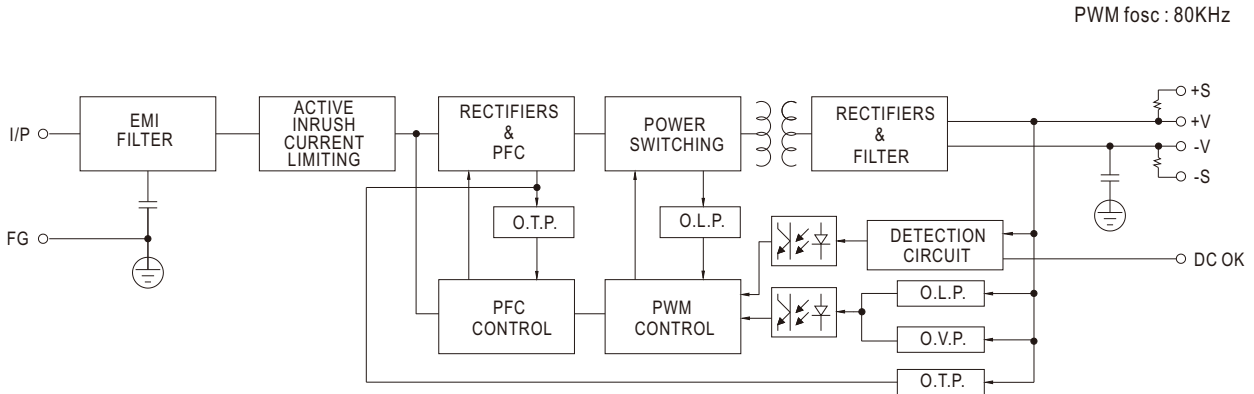 PWM fosc : 80KHz
I/P
EMI
FILTER
ACTIVE
INRUSH
CURRENT
LIMITING
RECTIFIERS
&
PFC
POWER
SWITCHING
RECTIFIERS
&
FILTER
+S
+V
-V
-S
FG
O.T.P.
O.L.P.
DETECTION
CIRCUIT
DC OK
PFC
CONTROL
PWM
CONTROL
O.L.P.
O.V.P.
O.T.P.